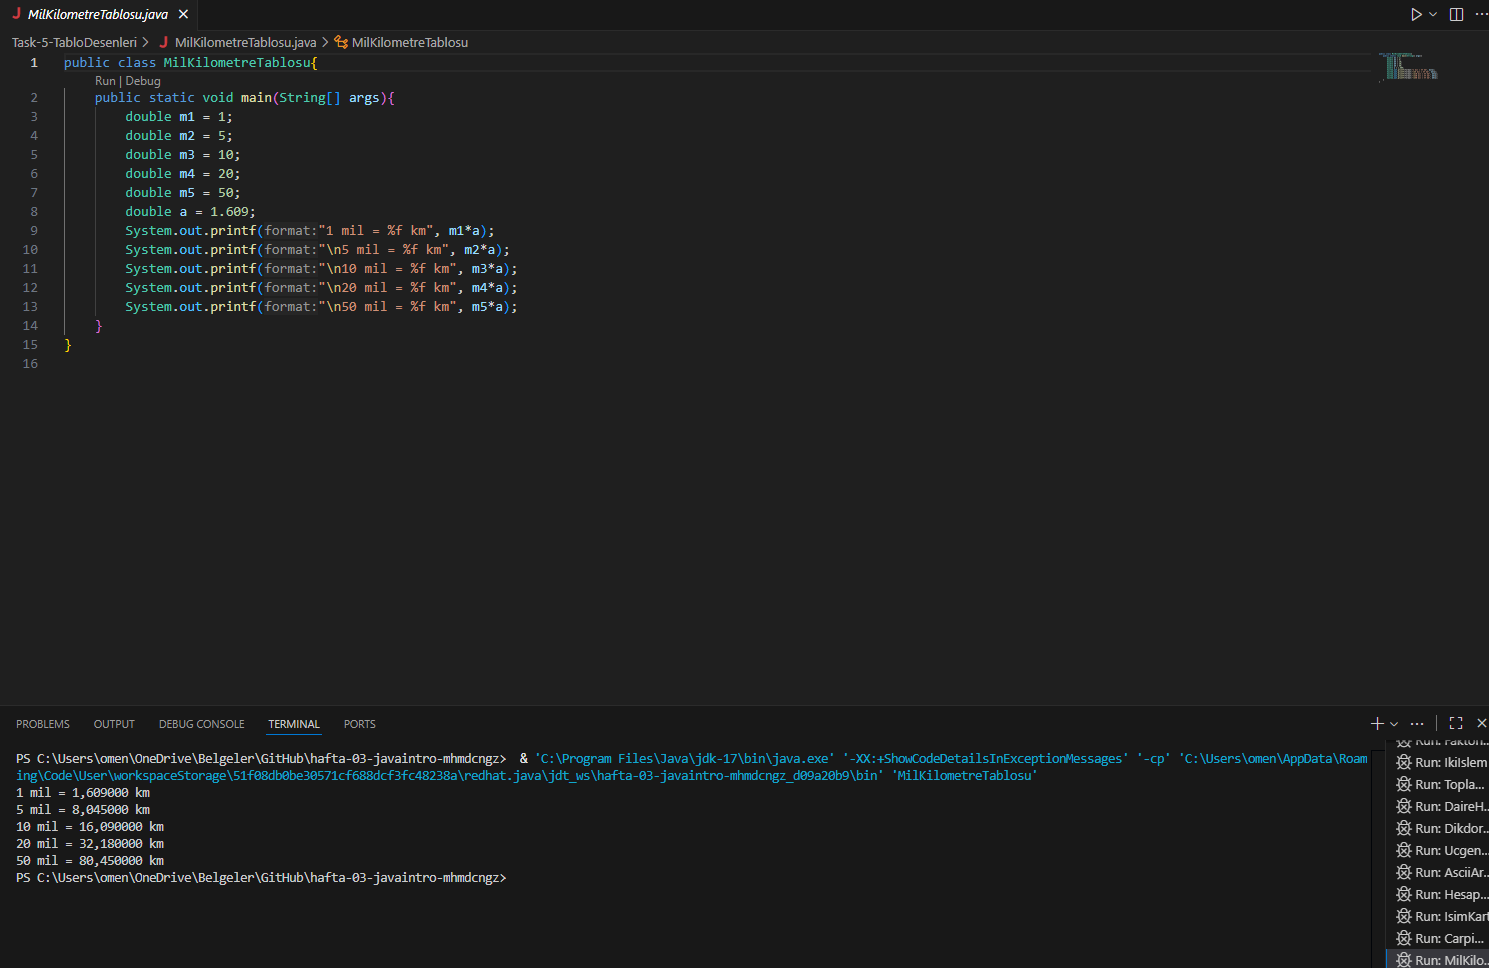 MilKilometreTablosu.java
Task-5-TabloDesenleri > MilKilometreTablosu.java > MilKilometreTablosu
1 public class MilKilometreTablosu{
Run | Debug
2 public static void main(String[] args){
3 double m1 = 1;
4 double m2 = 5;
5 double m3 = 10;
6 double m4 = 20;
7 double m5 = 50;
8 double a = 1.609;
9 System.out.printf(format:"1 mil = %f km", m1*a);
10 System.out.printf(format:"\n5 mil = %f km", m2*a);
11 System.out.printf(format:"\n10 mil = %f km", m3*a);
12 System.out.printf(format:"\n20 mil = %f km", m4*a);
13 System.out.printf(format:"\n50 mil = %f km", m5*a);
14 }
15 }
16
PROBLEMS OUTPUT DEBUG CONSOLE TERMINAL PORTS
PS C:\Users\omen\OneDrive\Belgeler\GitHub\hafta-03-javaintro-mhmdcngz> & 'C:\Program Files\Java\jdk-17\bin\java.exe' '-XX:+ShowCodeDetailsInExceptionMessages' '-cp' 'C:\Users\omen\AppData\Roam
ing\Code\User\workspaceStorage\51f08db0be30571cf688dcf3fc48238a\redhat.java\jdt_ws\hafta-03-javaintro-mhmdcngz_d09a20b9\bin' 'MilKilometreTablosu'
1 mil = 1,609000 km
5 mil = 8,045000 km
10 mil = 16,090000 km
20 mil = 32,180000 km
50 mil = 80,450000 km
PS C:\Users\omen\OneDrive\Belgeler\GitHub\hafta-03-javaintro-mhmdcngz>
Run: Faktori...
Run: IkiIslem
Run: Topla...
Run: DaireH...
Run: Dikdor...
Run: Ucgen...
Run: AsciiAr...
Run: Hesap...
Run: IsimKart
Run: Carpi...
Run: MilKilo...